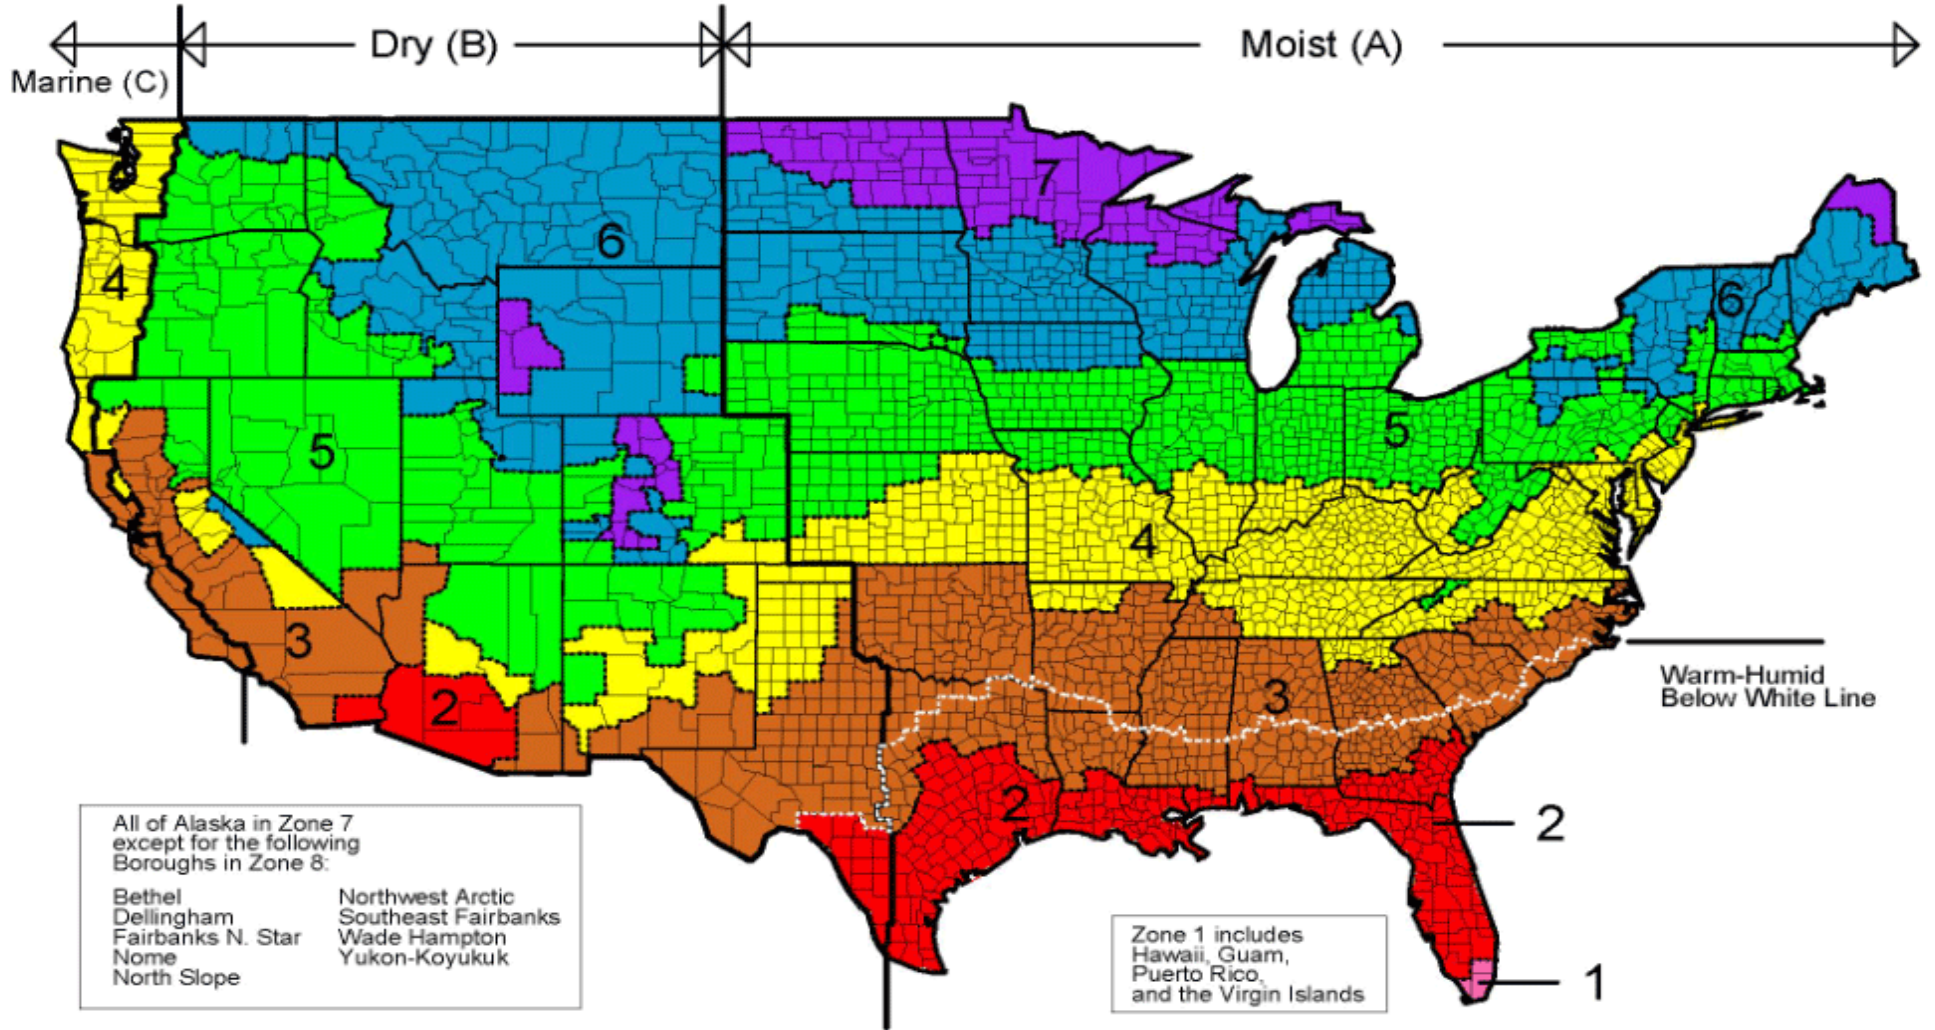 Dry (B)
Moist (A)
Marine (C)
7
6
4
6
5
5
4
3
Warm-Humid
Below White Line
3
2
2
2
1
All of Alaska in Zone 7
except for the following
Boroughs in Zone 8:
Bethel
Dellingham
Fairbanks N. Star
Nome
North Slope
Northwest Arctic
Southeast Fairbanks
Wade Hampton
Yukon-Koyukuk
Zone 1 includes
Hawaii, Guam,
Puerto Rico,
and the Virgin Islands